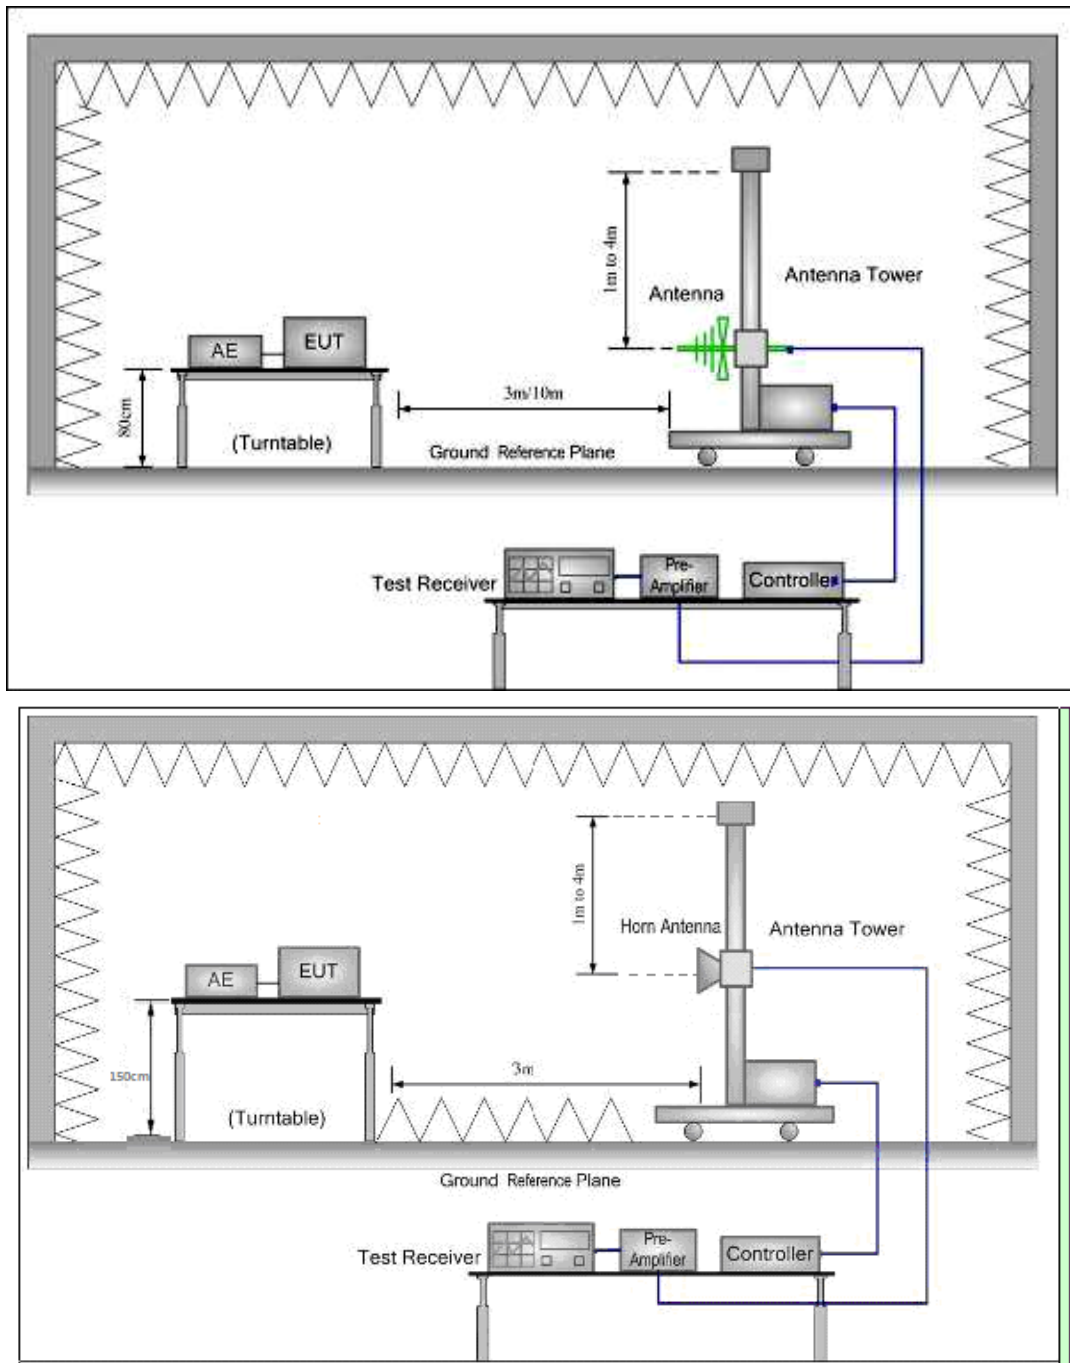 1m to 4m
Antenna Tower
Antenna
AE
EUT
80cm
3m/10m
(Turntable)
Ground Reference Plane
Test Receiver
Pre-
Amplifier
Controller
1m to 4m
Horn Antenna
Antenna Tower
AE
EUT
150cm
3m
(Turntable)
Ground Reference Plane
Test Receiver
Pre-
Amplifier
Controller